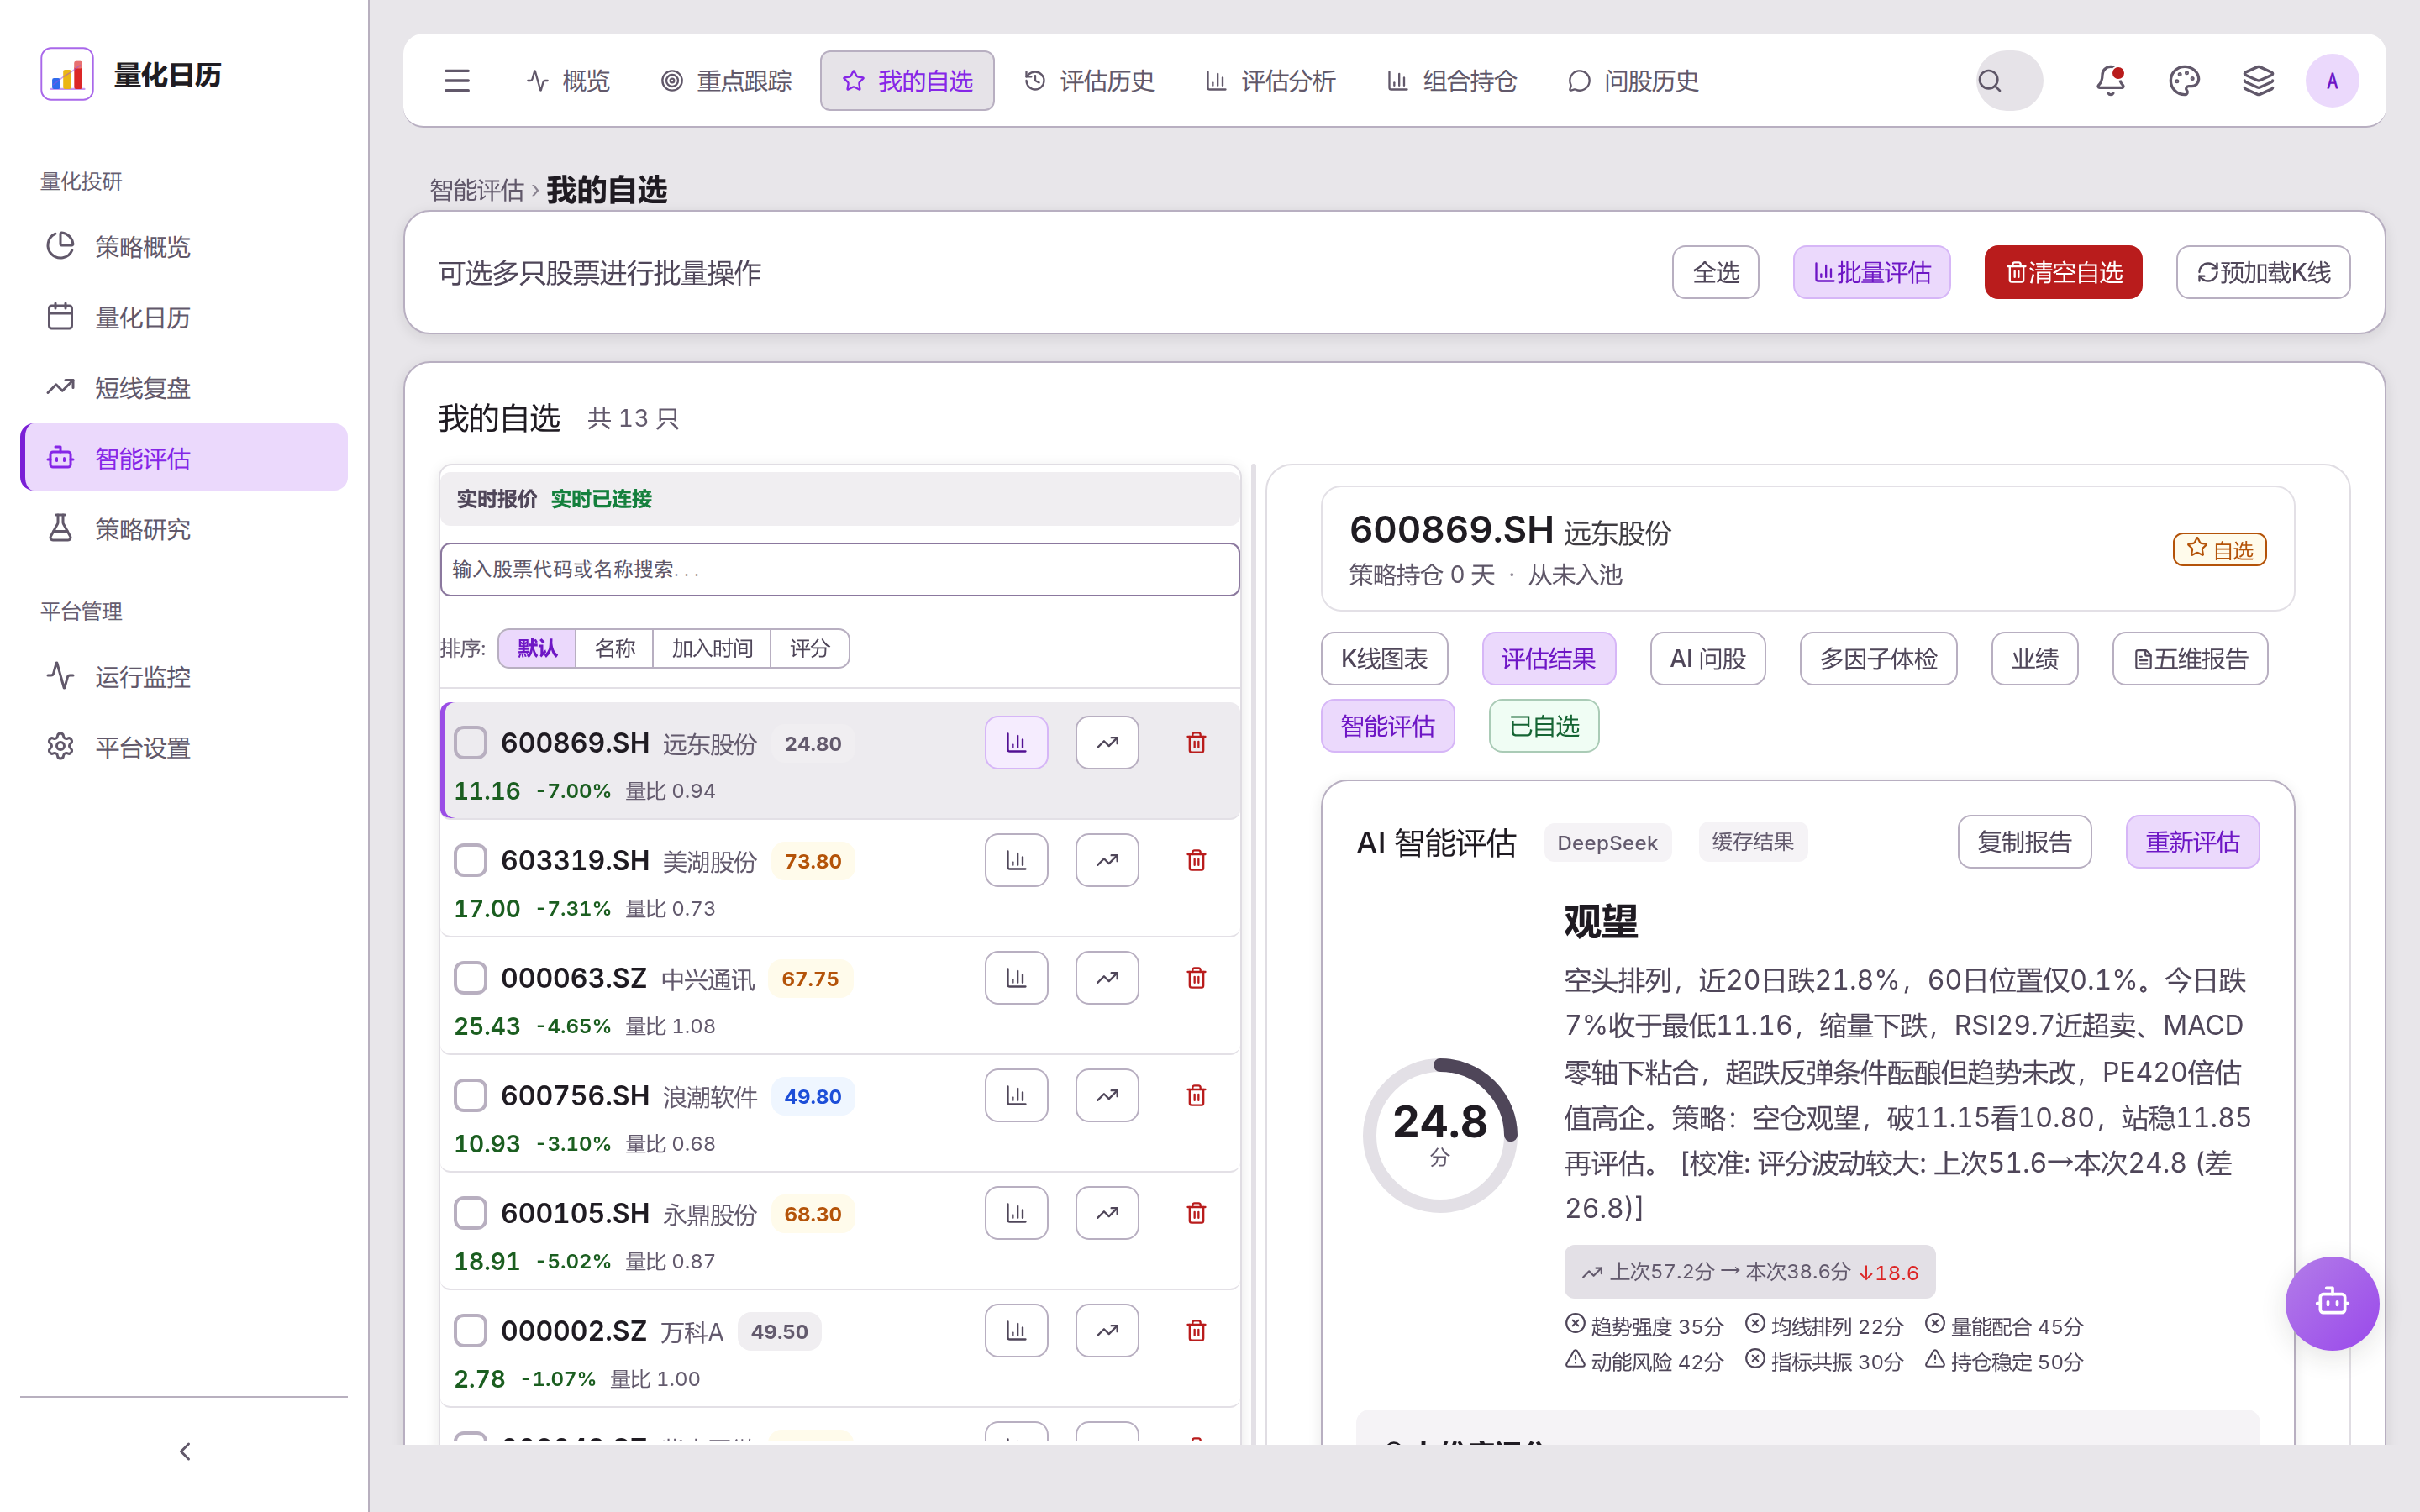 量化日历
量化投研
策略概览
量化日历
短线复盘
智能评估
策略研究
平台管理
运行监控
平台设置
概览
重点跟踪
我的自选
评估历史
评估分析
组合持仓
问股历史
A
智能评估 › 我的自选
可选多只股票进行批量操作
全选
批量评估
清空自选
预加载K线
我的自选 共 13 只
实时报价 实时已连接
输入股票代码或名称搜索...
排序: 默认 名称 加入时间 评分
600869.SH 远东股份 24.80
11.16 -7.00% 量比 0.94
603319.SH 美湖股份 73.80
17.00 -7.31% 量比 0.73
000063.SZ 中兴通讯 67.75
25.43 -4.65% 量比 1.08
600756.SH 浪潮软件 49.80
10.93 -3.10% 量比 0.68
600105.SH 永鼎股份 68.30
18.91 -5.02% 量比 0.87
000002.SZ 万科A 49.50
2.78 -1.07% 量比 1.00
600869.SH 远东股份
策略持仓 0 天 · 从未入池
自选
K线图表 评估结果 AI 问股 多因子体检 业绩 五维报告
智能评估 已自选
AI 智能评估 DeepSeek 缓存结果 复制报告 重新评估
24.8
分
观望
空头排列，近20日跌21.8%，60日位置仅0.1%。今日跌
7%收于最低11.16，缩量下跌，RSI29.7近超卖、MACD
零轴下粘合，超跌反弹条件酝酿但趋势未改，PE420倍估
值高企。策略：空仓观望，破11.15看10.80，站稳11.85
再评估。 [校准: 评分波动较大: 上次51.6→本次24.8 (差
26.8)]
上次57.2分 → 本次38.6分 ↓18.6
趋势强度 35分 均线排列 22分 量能配合 45分
动能风险 42分 指标共振 30分 持仓稳定 50分